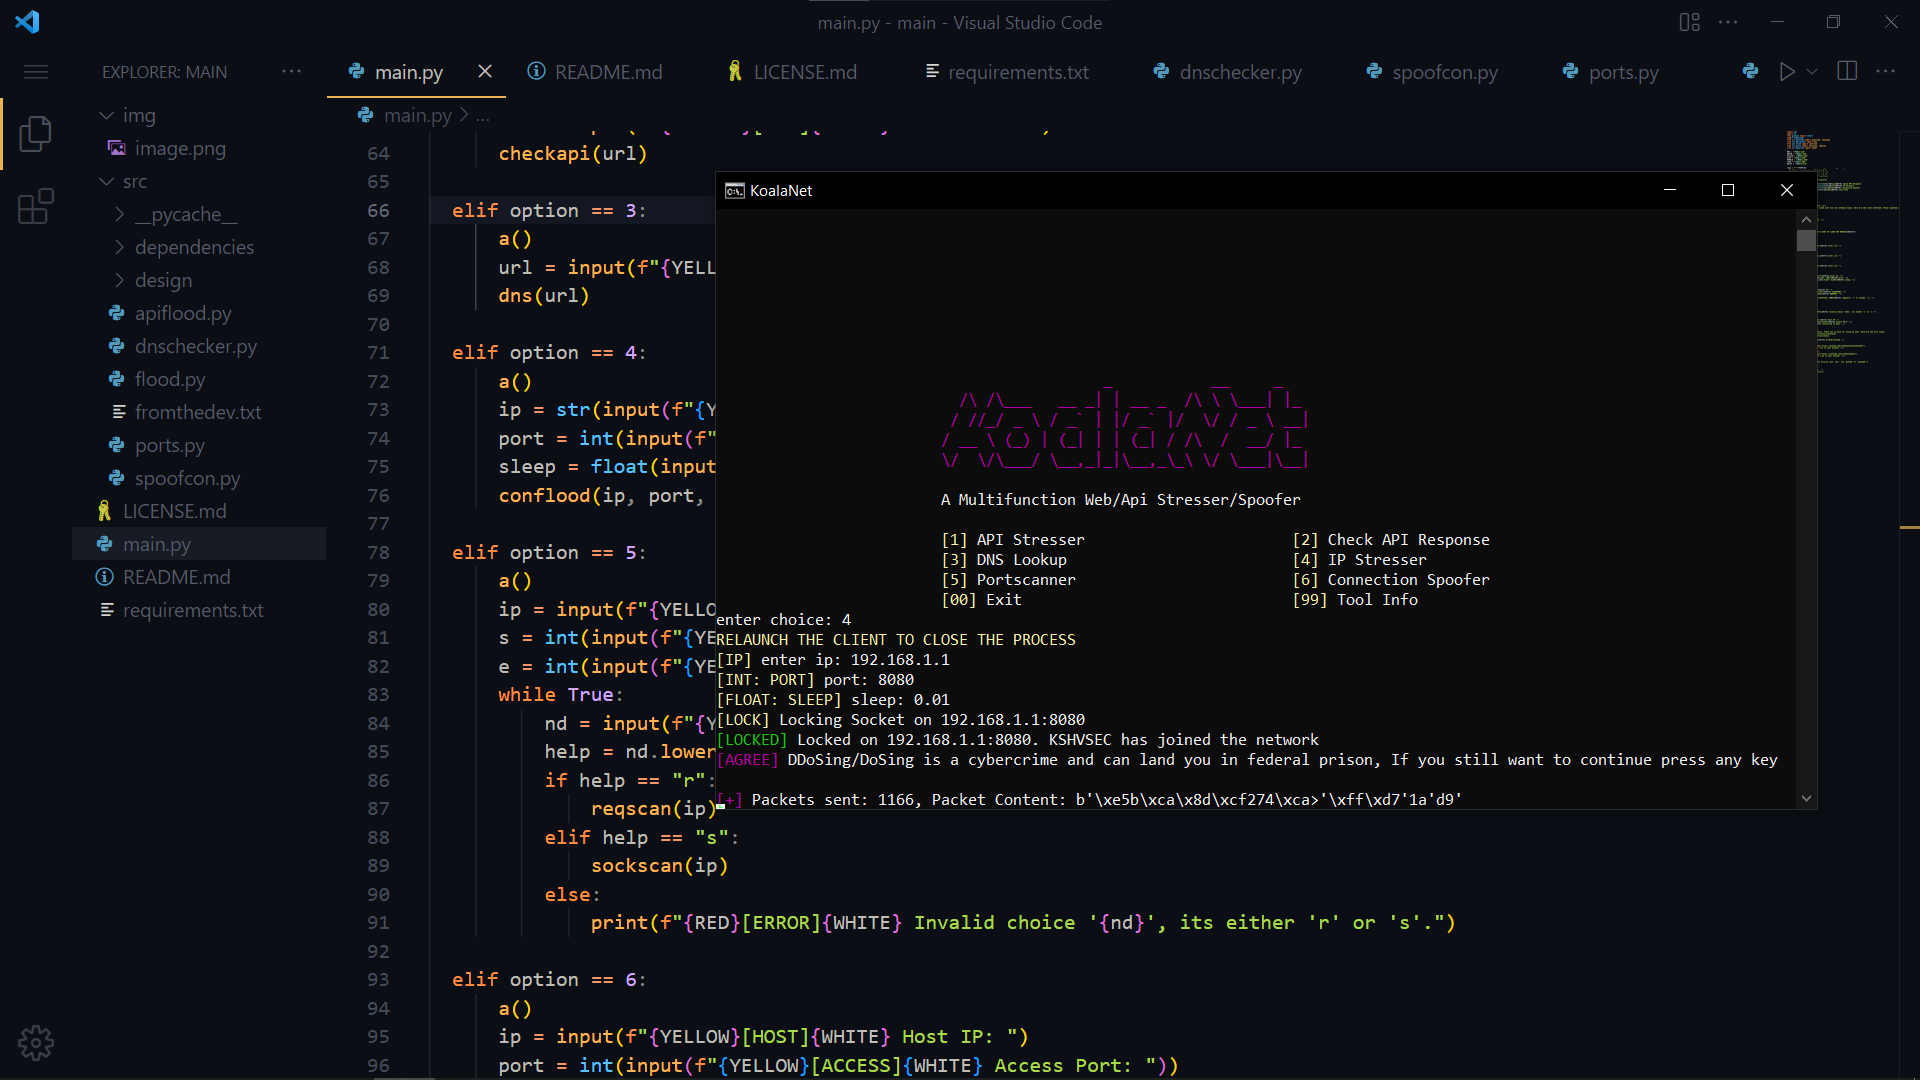 main.py - main - Visual Studio Code
EXPLORER: MAIN
main.py
README.md
LICENSE.md
requirements.txt
dnschecker.py
spoofcon.py
ports.py
main.py > ...
img
image.png
src
__pycache__
dependencies
design
apiflood.py
dnschecker.py
flood.py
fromthedev.txt
ports.py
spoofcon.py
LICENSE.md
main.py
README.md
requirements.txt
64 checkapi(url)
65
66 elif option == 3:
67 a()
68 url = input(f"{YELL
69 dns(url)
70
71 elif option == 4:
72 a()
73 ip = str(input(f"{Y
74 port = int(input(f"
75 sleep = float(input
76 conflood(ip, port,
77
78 elif option == 5:
79 a()
80 ip = input(f"{YELLO
81 s = int(input(f"{YE
82 e = int(input(f"{YE
83 while True:
84 nd = input(f"{Y
85 help = nd.lower
86 if help == "r":
87 reqscan(ip)
88 elif help == "s":
89 sockscan(ip)
90 else:
91 print(f"{RED}[ERROR]{WHITE} Invalid choice '{nd}', its either 'r' or 's'.")
92
93 elif option == 6:
94 a()
95 ip = input(f"{YELLOW}[HOST]{WHITE} Host IP: ")
96 port = int(input(f"{YELLOW}[ACCESS]{WHITE} Access Port: "))
KoalaNet
KoalaNet
A Multifunction Web/Api Stresser/Spoofer
[1] API Stresser [2] Check API Response
[3] DNS Lookup [4] IP Stresser
[5] Portscanner [6] Connection Spoofer
[00] Exit [99] Tool Info
enter choice: 4
RELAUNCH THE CLIENT TO CLOSE THE PROCESS
[IP] enter ip: 192.168.1.1
[INT: PORT] port: 8080
[FLOAT: SLEEP] sleep: 0.01
[LOCK] Locking Socket on 192.168.1.1:8080
[LOCKED] Locked on 192.168.1.1:8080. KSHVSEC has joined the network
[AGREE] DDoSing/DoSing is a cybercrime and can land you in federal prison, If you still want to continue press any key
[+] Packets sent: 1166, Packet Content: b'\xe5b\xca\x8d\xcf274\xca>'\xff\xd7'1a'd9'